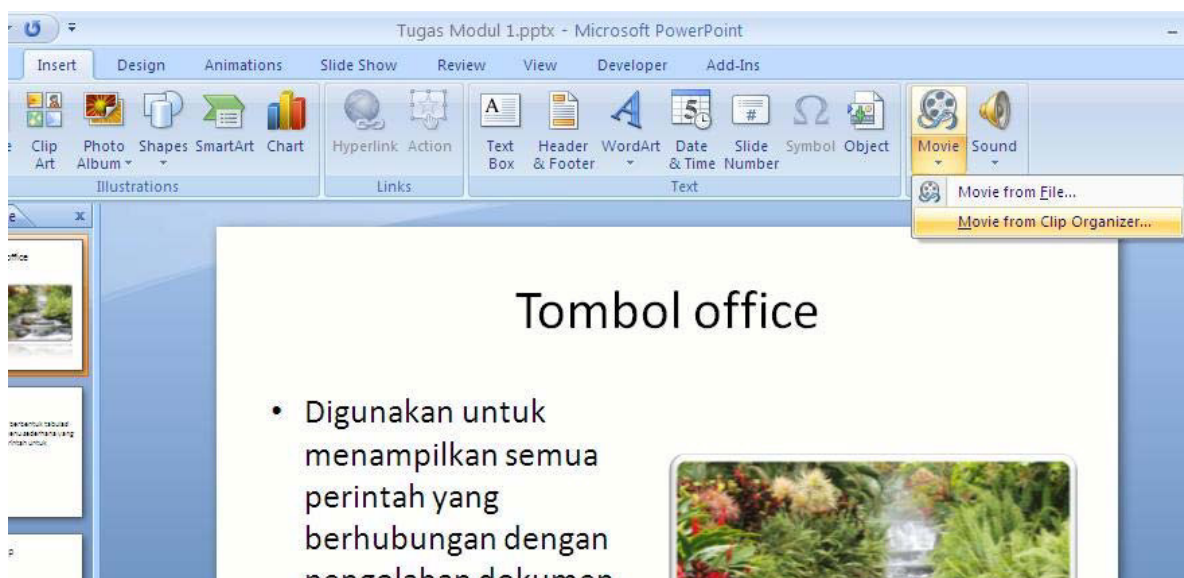 Tugas Modul 1.pptx - Microsoft PowerPoint
Insert Design Animations Slide Show Review View Developer Add-Ins
Clip Art Photo Album Shapes SmartArt Chart Hyperlink Action Text Box Header & Footer WordArt Date & Time Slide Number Symbol Object Movie Sound
Illustrations Links Text
Movie from File...
Movie from Clip Organizer...
Tombol office
• Digunakan untuk
menampilkan semua
perintah yang
berhubungan dengan
pengolahan dokumen